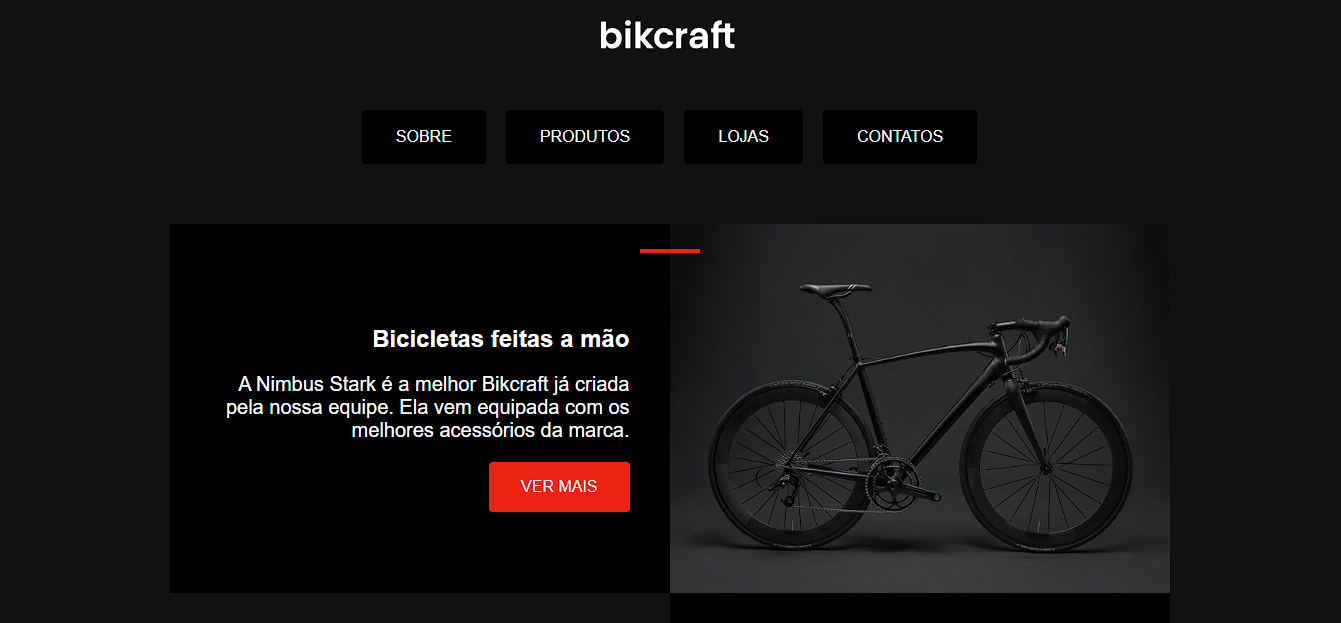 bikcraft
SOBRE
PRODUTOS
LOJAS
CONTATOS
Bicicletas feitas a mão
A Nimbus Stark é a melhor Bikcraft já criada
pela nossa equipe. Ela vem equipada com os
melhores acessórios da marca.
VER MAIS